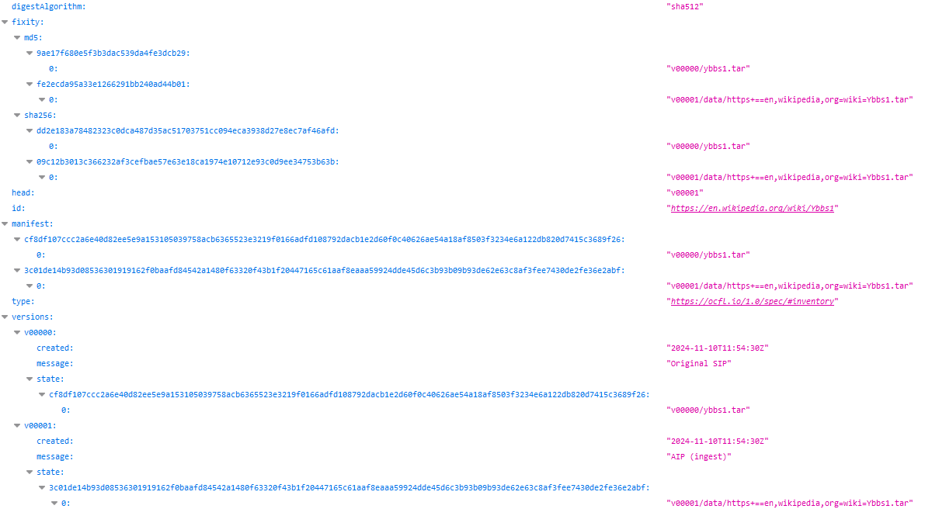 digestAlgorithm: "sha512"
fixity:
md5:
9ae17f680e5f3b3dac539da4fe3dcb29:
0: "v00000/ybbs1.tar"
fe2ecda95a33e1266291bb240ad44b01:
0: "v00001/data/https+==en,wikipedia,org=wiki=Ybbs1.tar"
sha256:
dd2e183a78482323c0dca487d35ac51703751cc094eca3938d27e8ec7af46afd:
0: "v00000/ybbs1.tar"
09c12b3013c366232af3cefbae57e63e18ca1974e10712e93c0d9ee34753b63b:
0: "v00001/data/https+==en,wikipedia,org=wiki=Ybbs1.tar"
head: "v00001"
id: "https://en.wikipedia.org/wiki/Ybbs1"
manifest:
cf8df107ccc2a6e40d82ee5e9a153105039758acb6365523e3219f0166adfd108792dacb1e2d60f0c40626ae54a18af8503f3234e6a122db820d7415c3689f26:
0: "v00000/ybbs1.tar"
3c01de14b93d08536301919162f0baafd84542a1480f63320f43b1f20447165c61aaf8eaaa59924dde45d6c3b93b09b93de62e63c8af3fee7430de2fe36e2abf:
0: "v00001/data/https+==en,wikipedia,org=wiki=Ybbs1.tar"
type: "https://ocfl.io/1.0/spec/#inventory"
versions:
v00000:
created: "2024-11-10T11:54:30Z"
message: "Original SIP"
state:
cf8df107ccc2a6e40d82ee5e9a153105039758acb6365523e3219f0166adfd108792dacb1e2d60f0c40626ae54a18af8503f3234e6a122db820d7415c3689f26:
0: "v00000/ybbs1.tar"
v00001:
created: "2024-11-10T11:54:30Z"
message: "AIP (ingest)"
state:
3c01de14b93d08536301919162f0baafd84542a1480f63320f43b1f20447165c61aaf8eaaa59924dde45d6c3b93b09b93de62e63c8af3fee7430de2fe36e2abf:
0: "v00001/data/https+==en,wikipedia,org=wiki=Ybbs1.tar"